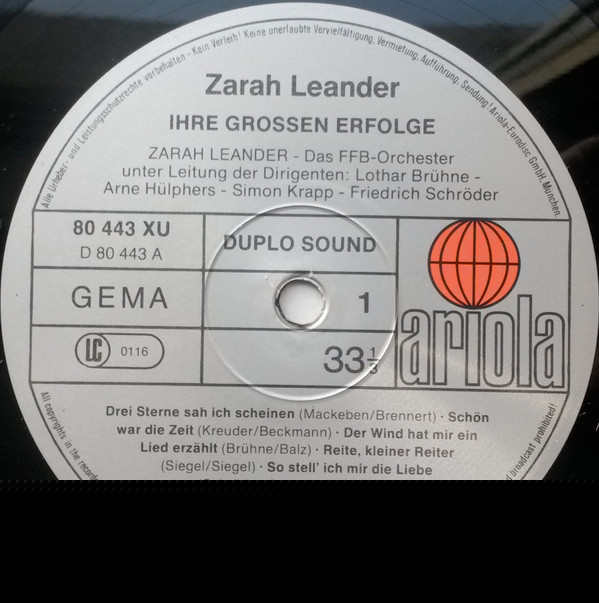 Alle Urheber- und Leistungsschutzrechte vorbehalten - Kein Verleih! Keine unerlaubte Vervielfältigung, Vermietung, Aufführung, Sendung! Ariola-Eurodisc GmbH München.
Zarah Leander
IHRE GROSSEN ERFOLGE
ZARAH LEANDER - Das FFB-Orchester
unter Leitung der Dirigenten: Lothar Brühne -
Arne Hülphers - Simon Krapp - Friedrich Schröder
80 443 XU
D 80 443 A
DUPLO SOUND
GEMA
1
LC 0116
33 1/3
ariola
Drei Sterne sah ich scheinen (Mackeben/Brennert) · Schön
war die Zeit (Kreuder/Beckmann) · Der Wind hat mir ein
Lied erzählt (Brühne/Balz) · Reite, kleiner Reiter
(Siegel/Siegel) · So stell' ich mir die Liebe
All copyrights in the recorded
broadcast prohibited!